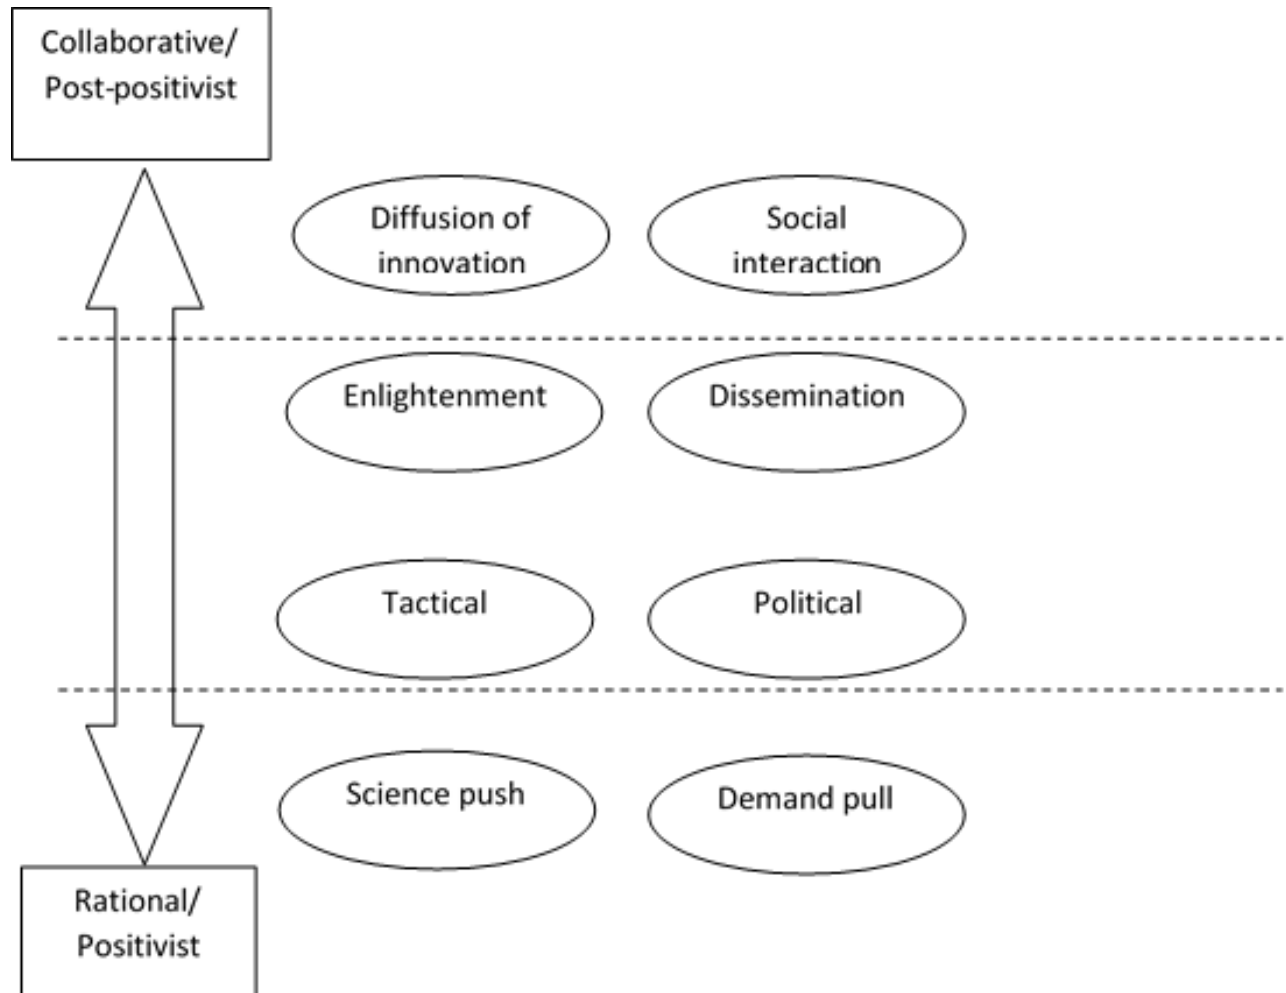 Collaborative/
Post-positivist
Diffusion of
innovation
Social
interaction
Enlightenment
Dissemination
Tactical
Political
Science push
Demand pull
Rational/
Positivist